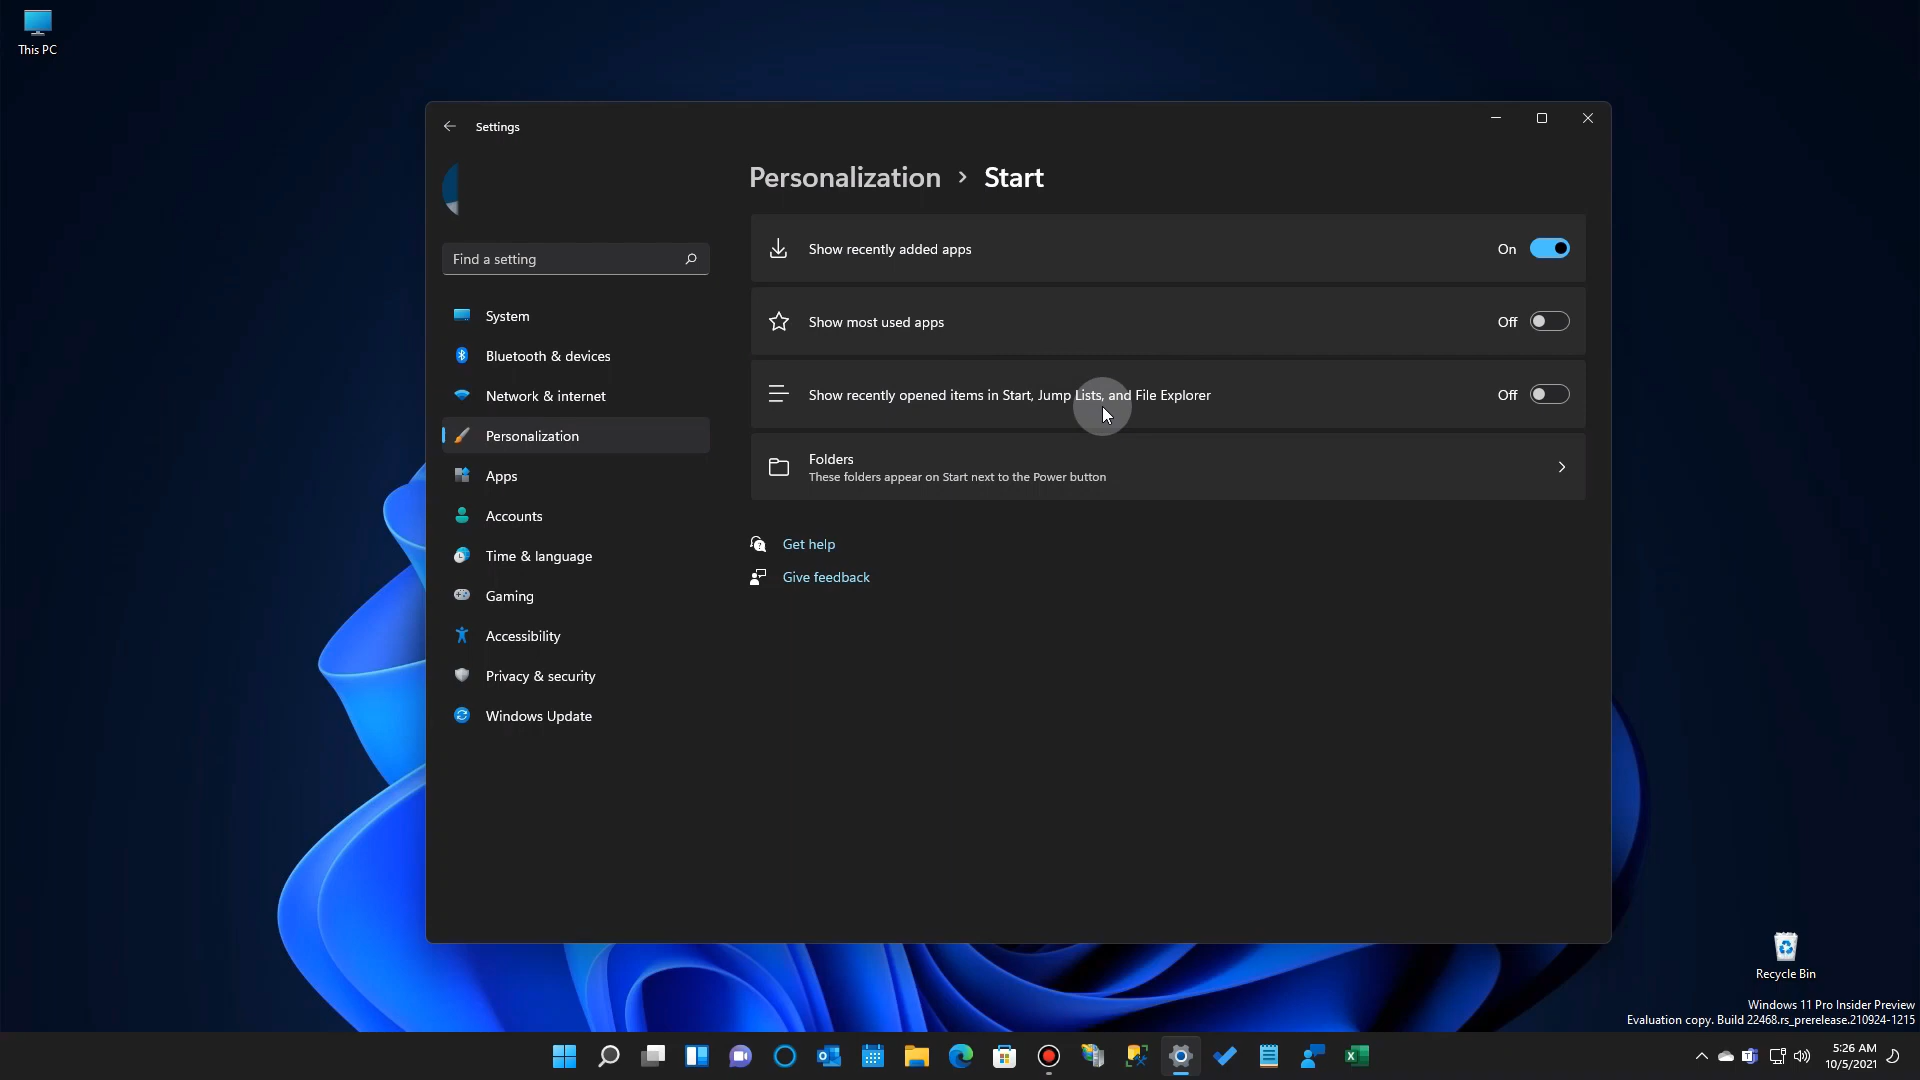 This PC
Settings
Personalization > Start
Find a setting
System
Bluetooth & devices
Network & internet
Personalization
Apps
Accounts
Time & language
Gaming
Accessibility
Privacy & security
Windows Update
Show recently added apps On
Show most used apps Off
Show recently opened items in Start, Jump Lists, and File Explorer Off
Folders
These folders appear on Start next to the Power button
Get help
Give feedback
Recycle Bin
Windows 11 Pro Insider Preview
Evaluation copy. Build 22468.rs_prerelease.210924-1215
5:26 AM
10/5/2021